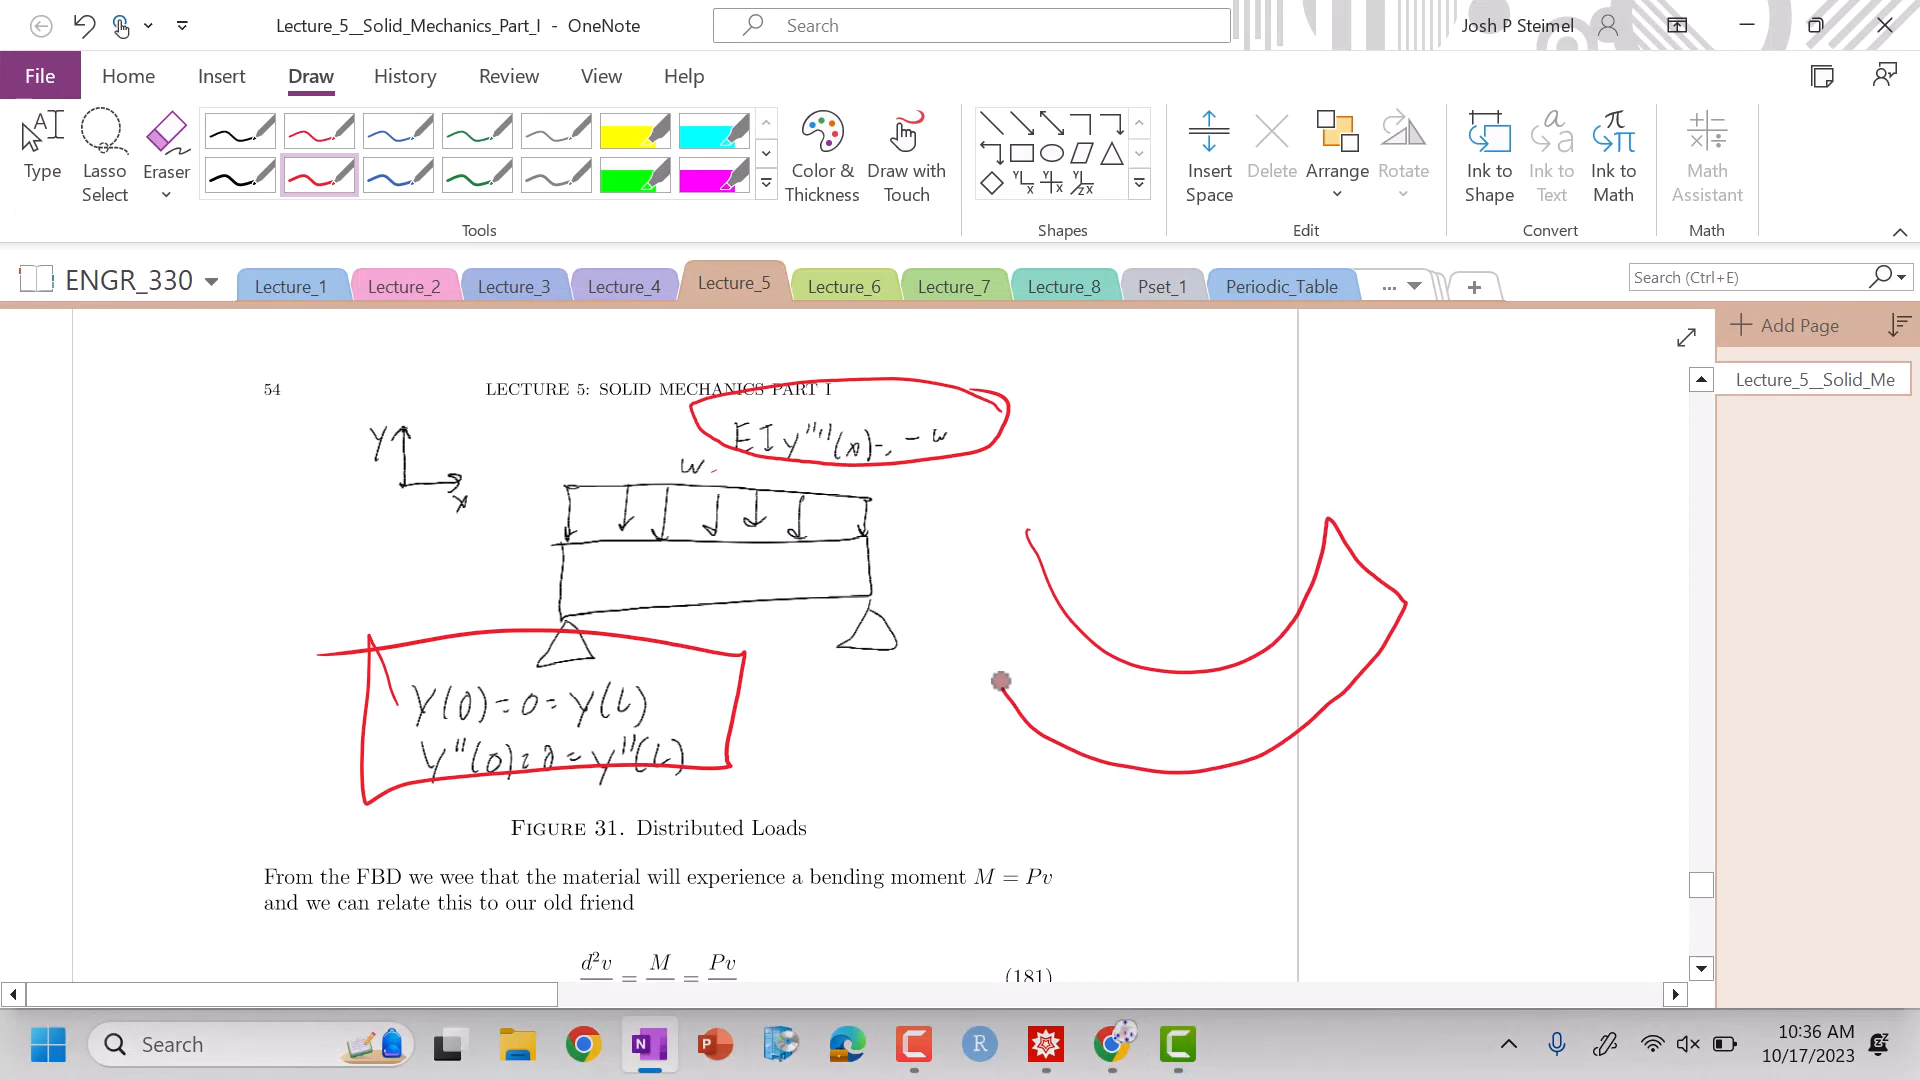 Lecture_5__Solid_Mechanics_Part_I - OneNote
Search
Josh P Steimel
File Home Insert Draw History Review View Help
Type
Lasso Select
Eraser
Color & Thickness
Draw with Touch
Insert Space
Delete
Arrange
Rotate
Ink to Shape
Ink to Text
Ink to Math
Math Assistant
Tools Shapes Edit Convert Math
ENGR_330 Lecture_1 Lecture_2 Lecture_3 Lecture_4 Lecture_5 Lecture_6 Lecture_7 Lecture_8 Pset_1 Periodic_Table ... +
Search (Ctrl+E)
Add Page
Lecture_5__Solid_Me
54 LECTURE 5: SOLID MECHANICS PART I
EIy''''(x) = -w
y
x
w
y(0)=0=y(L)
y''(0)=0=y''(L)
FIGURE 31. Distributed Loads
From the FBD we wee that the material will experience a bending moment M = Pv
and we can relate this to our old friend
d²v = M = Pv (181)
Search
10:36 AM
10/17/2023